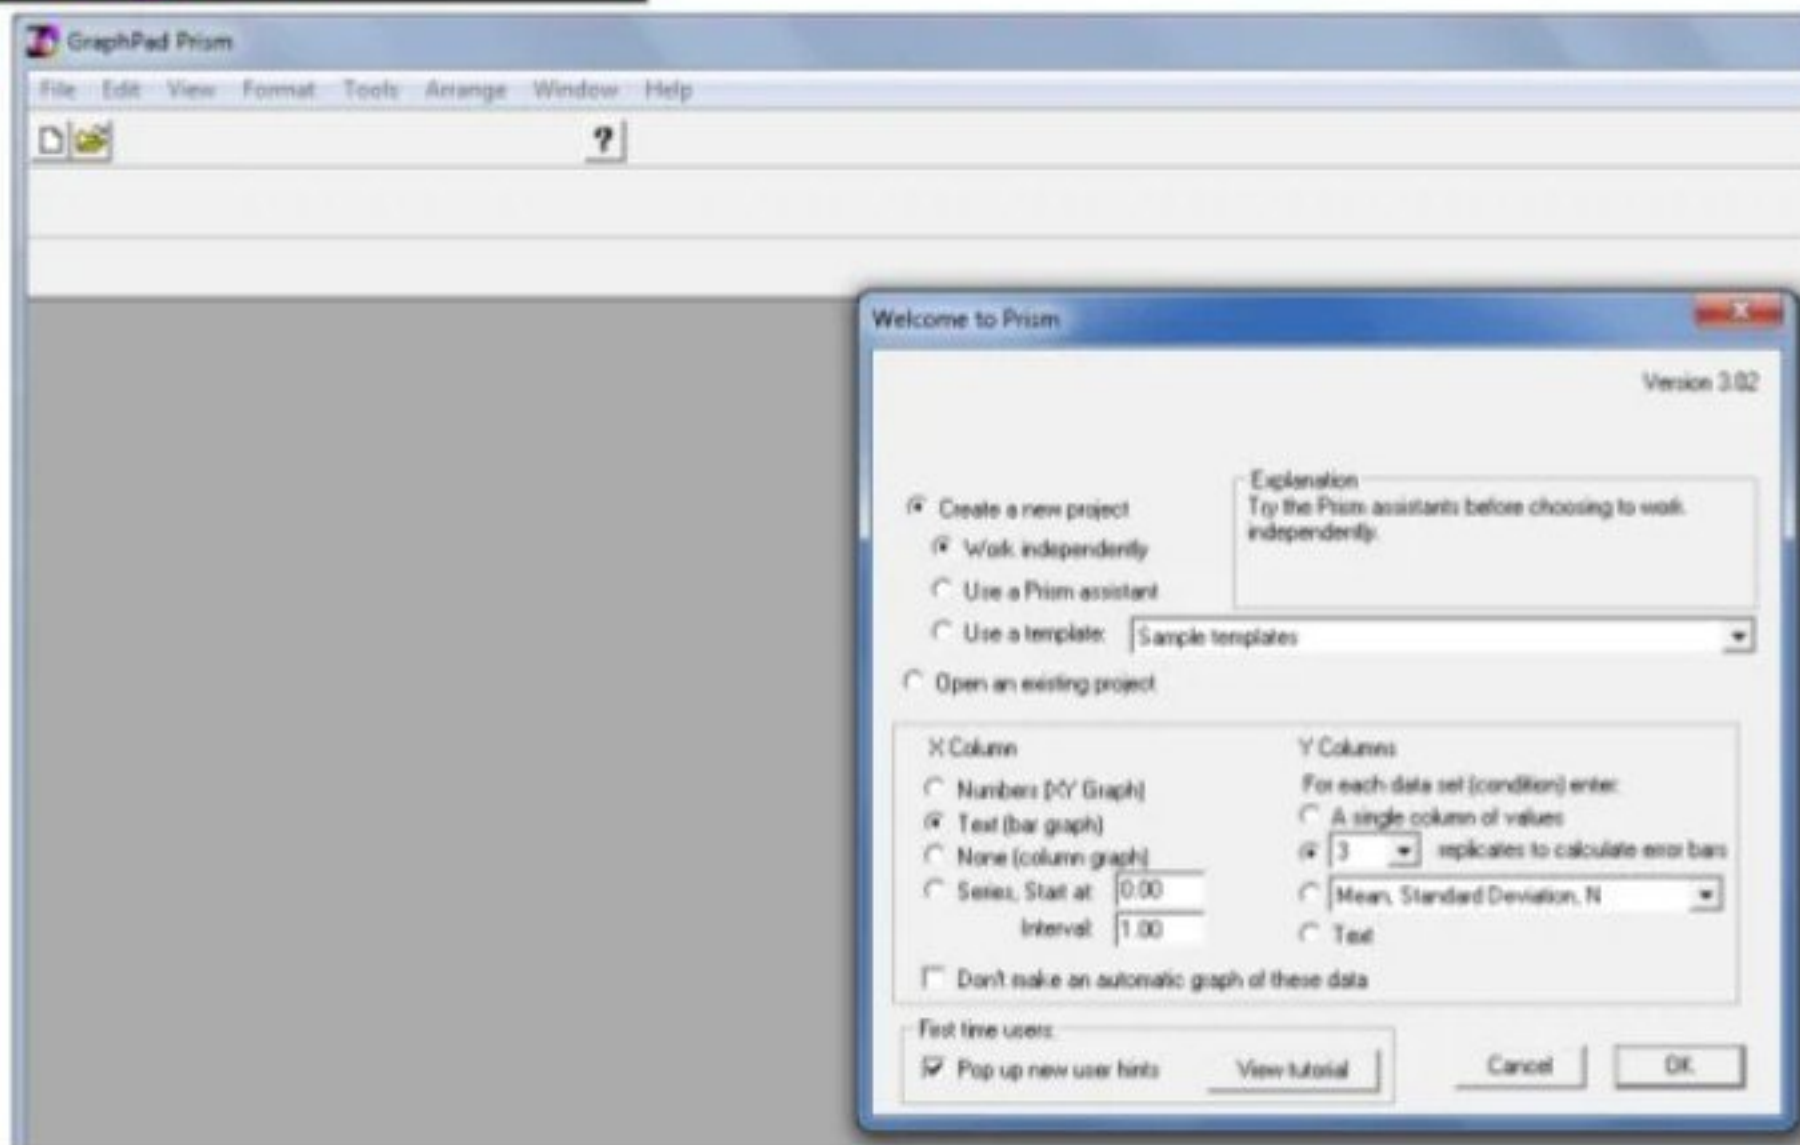 GraphPad Prism
File Edit View Format Tools Arrange Window Help
?
Welcome to Prism
Version 3.02
Create a new project
Work independently
Use a Prism assistant
Use a template: Sample templates
Open an existing project
Explanation
Try the Prism assistants before choosing to work
independently.
X Column
Numbers (XY Graph)
Text (bar graph)
None (column graph)
Series, Start at: 0.00
Interval: 1.00
Y Columns
For each data set (condition) enter:
A single column of values
3 replicates to calculate error bars
Mean, Standard Deviation, N
Text
Don't make an automatic graph of these data
First time users:
Pop up new user hints
View tutorial
Cancel
OK